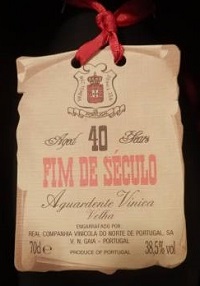 Aged 40 Years
FIM DE SÉCULO
Aguardente Vinica
Velha
ENGARRAFADO POR
REAL COMPANHIA VINICOLA DO NORTE DE PORTUGAL, SA
V. N. GAIA - PORTUGAL
70cl PRODUCE OF PORTUGAL 38,5% vol